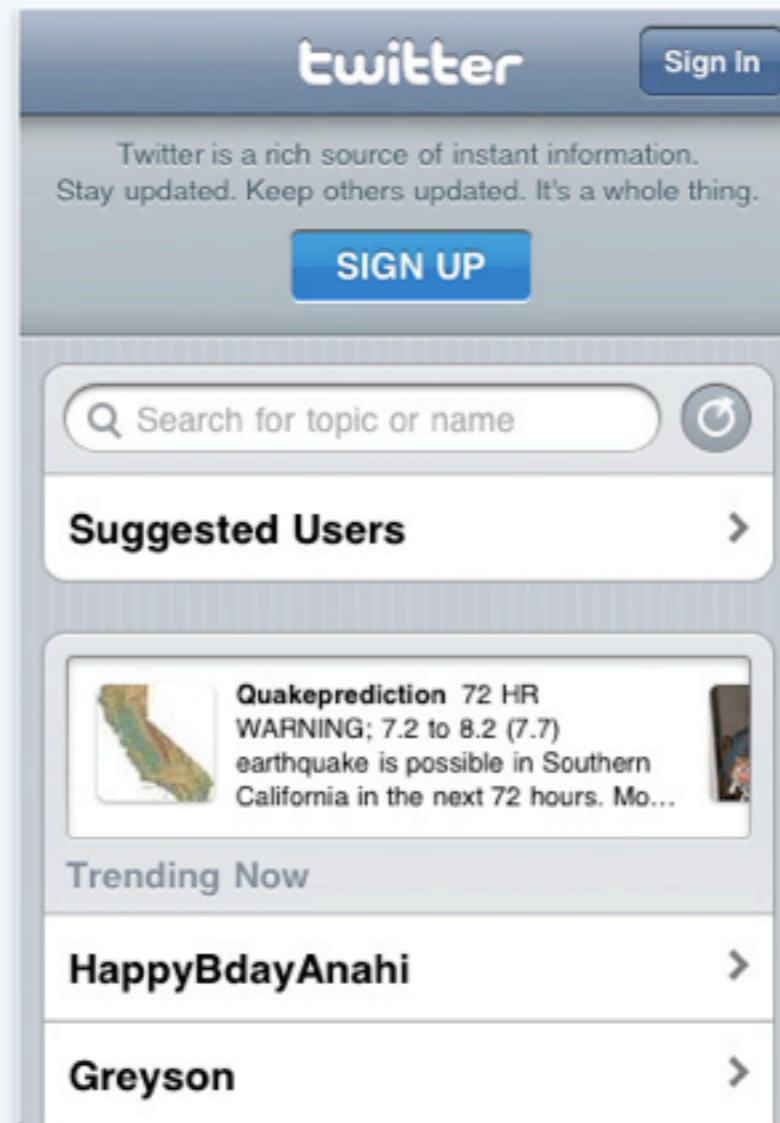 twitter
Sign In
Twitter is a rich source of instant information.
Stay updated. Keep others updated. It's a whole thing.
SIGN UP
Search for topic or name
Suggested Users
Quakeprediction 72 HR
WARNING; 7.2 to 8.2 (7.7)
earthquake is possible in Southern
California in the next 72 hours. Mo...
Trending Now
HappyBdayAnahi
Greyson